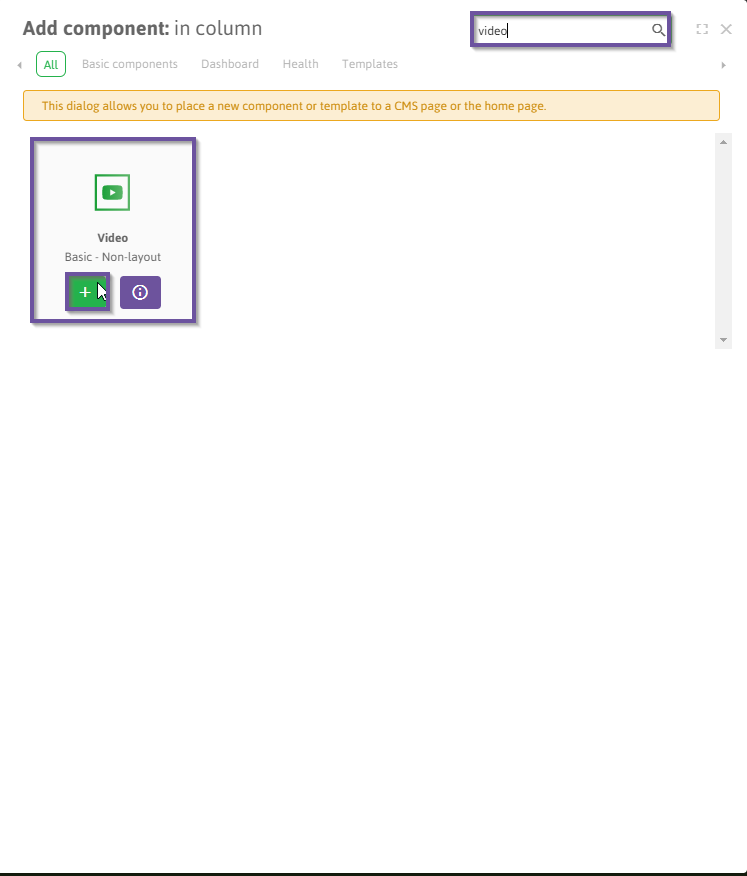 Add component: in column
video
All
Basic components
Dashboard
Health
Templates
This dialog allows you to place a new component or template to a CMS page or the home page.
Video
Basic - Non-layout